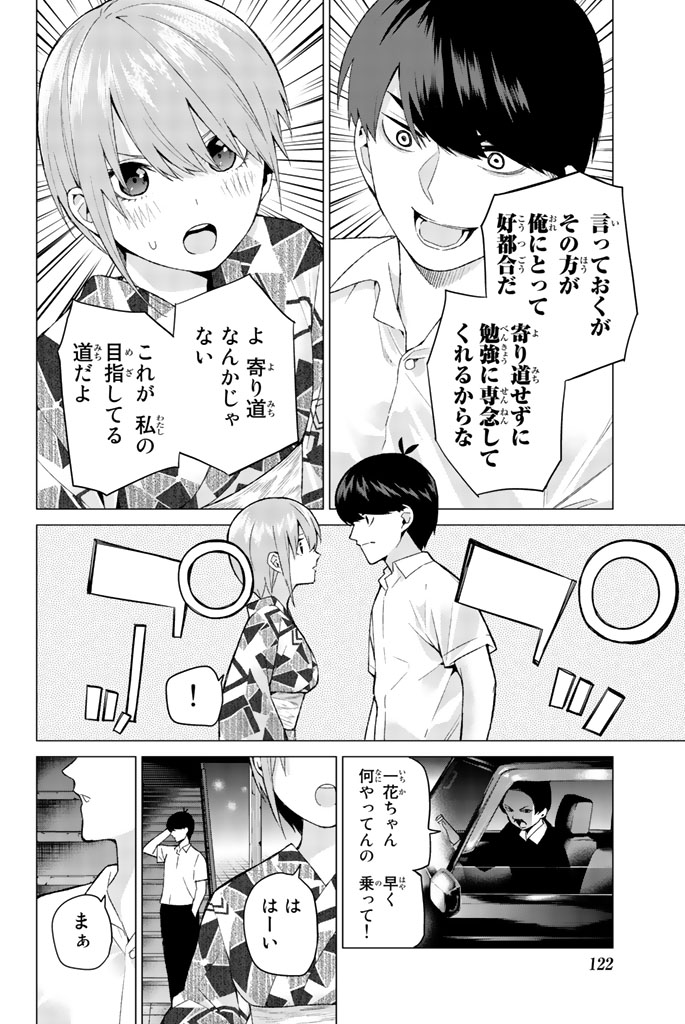 言っておくが
その方が
俺にとって
好都合だ
寄り道せずに
勉強に専念して
くれるからな
よ 寄り道
なんかじゃ
ない
これが 私の
目指してる
道だよ
プップ
!
一花ちゃん
何やってんの
早く
乗って!
は
はーい
まぁ
122